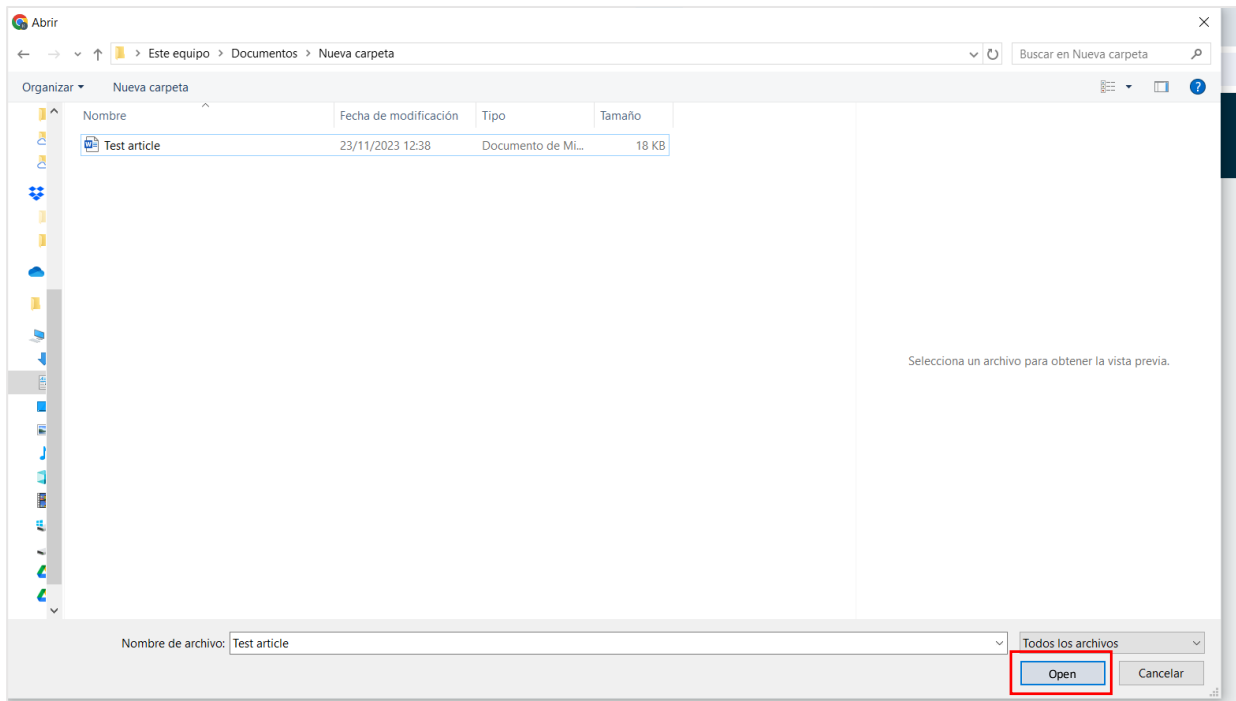 Abrir
Este equipo > Documentos > Nueva carpeta
Buscar en Nueva carpeta
Organizar Nueva carpeta
Nombre Fecha de modificación Tipo Tamaño
Test article 23/11/2023 12:38 Documento de Mi... 18 KB
Selecciona un archivo para obtener la vista previa.
Nombre de archivo: Test article Todos los archivos
Open Cancelar